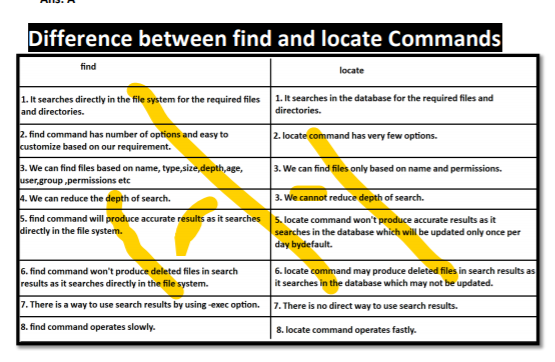 Ans: A
Difference between find and locate Commands
find
locate
1. It searches directly in the file system for the required files
and directories.
1. It searches in the database for the required files and
directories.
2. find command has number of options and easy to
customize based on our requirement.
2. locate command has very few options.
3. We can find files based on name, type,size,depth,age,
user,group ,permissions etc
3. We can find files only based on name and permissions.
4. We can reduce the depth of search.
3. We cannot reduce depth of search.
5. find command will produce accurate results as it searches
directly in the file system.
5. locate command won't produce accurate results as it
searches in the database which will be updated only once per
day bydefault.
6. find command won't produce deleted files in search
results as it searches directly in the file system.
6. locate command may produce deleted files in search results as
it searches in the database which may not be updated.
7. There is a way to use search results by using -exec option.
7. There is no direct way to use search results.
8. find command operates slowly.
8. locate command operates fastly.